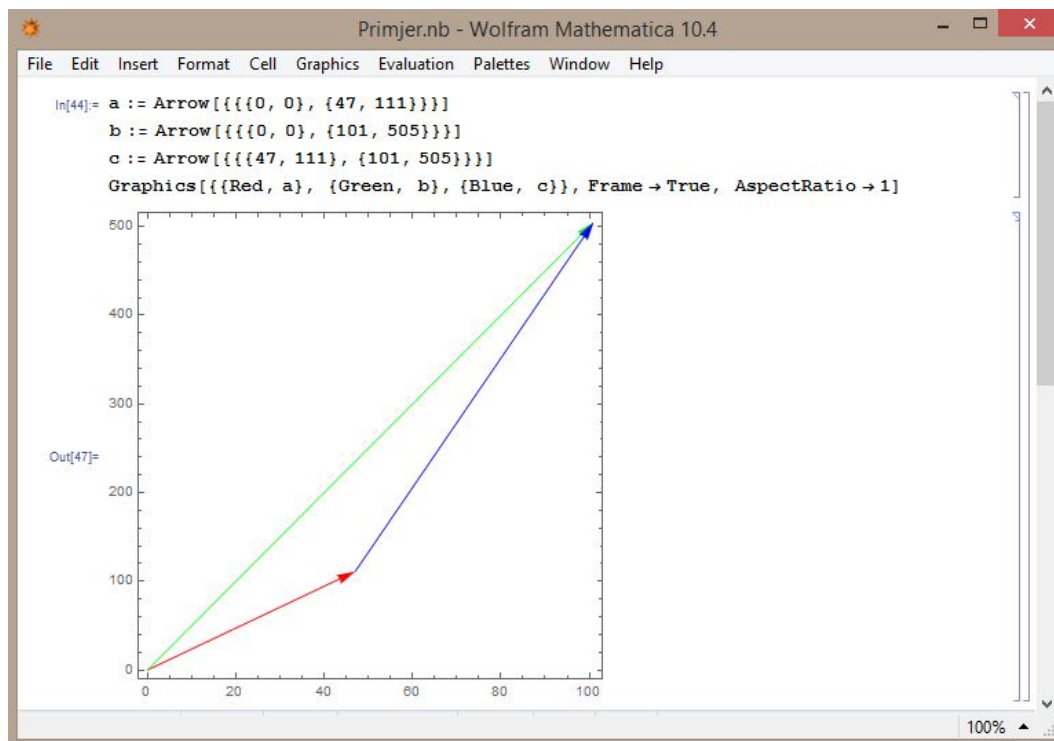 Primjer.nb - Wolfram Mathematica 10.4
File Edit Insert Format Cell Graphics Evaluation Palettes Window Help
In[44]:= a := Arrow[{{{0, 0}, {47, 111}}}]
b := Arrow[{{{0, 0}, {101, 505}}}]
c := Arrow[{{{47, 111}, {101, 505}}}]
Graphics[{{Red, a}, {Green, b}, {Blue, c}}, Frame → True, AspectRatio → 1]
500
400
300
Out[47]=
200
100
0
0 20 40 60 80 100
100%